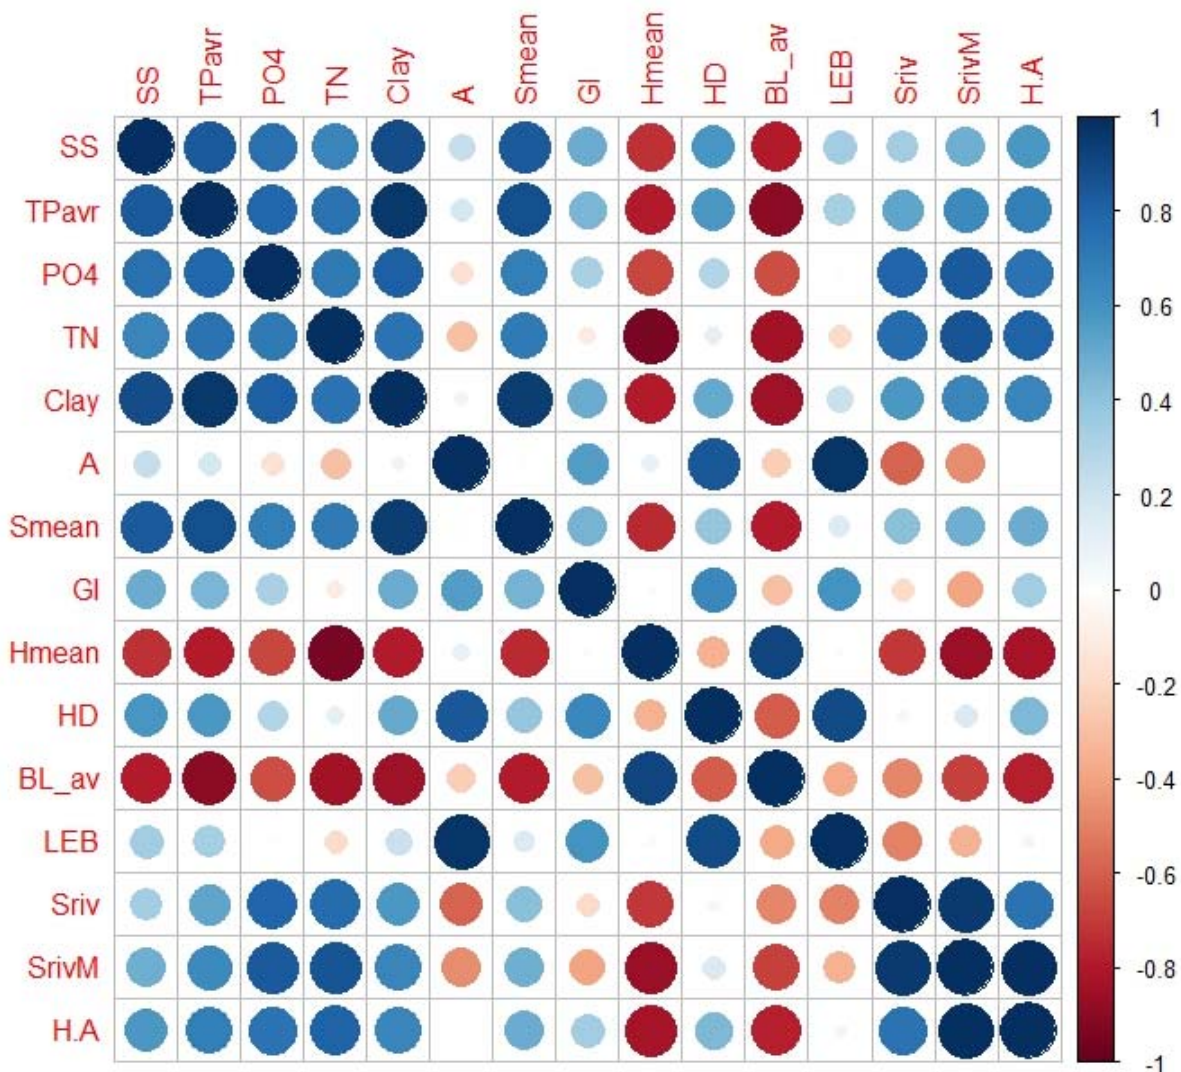 SS TPavr PO4 TN Clay A Smean GI Hmean HD BL_av LEB Sriv SrivM H.A
SS
TPavr
PO4
TN
Clay
A
Smean
GI
Hmean
HD
BL_av
LEB
Sriv
SrivM
H.A
1
0.8
0.6
0.4
0.2
0
-0.2
-0.4
-0.6
-0.8
-1